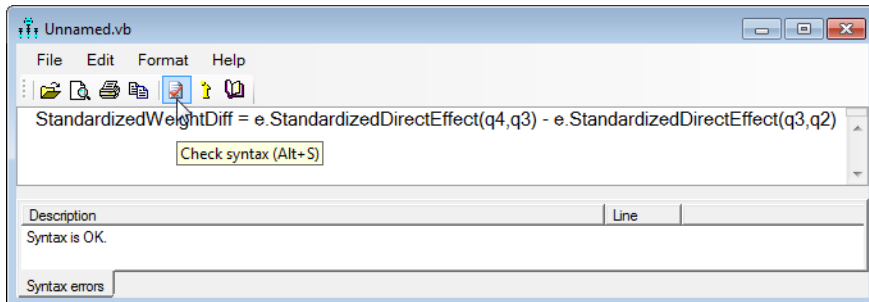 Unnamed.vb
File Edit Format Help
StandardizedWeightDiff = e.StandardizedDirectEffect(q4,q3) - e.StandardizedDirectEffect(q3,q2)
Check syntax (Alt+S)
Description Line
Syntax is OK.
Syntax errors